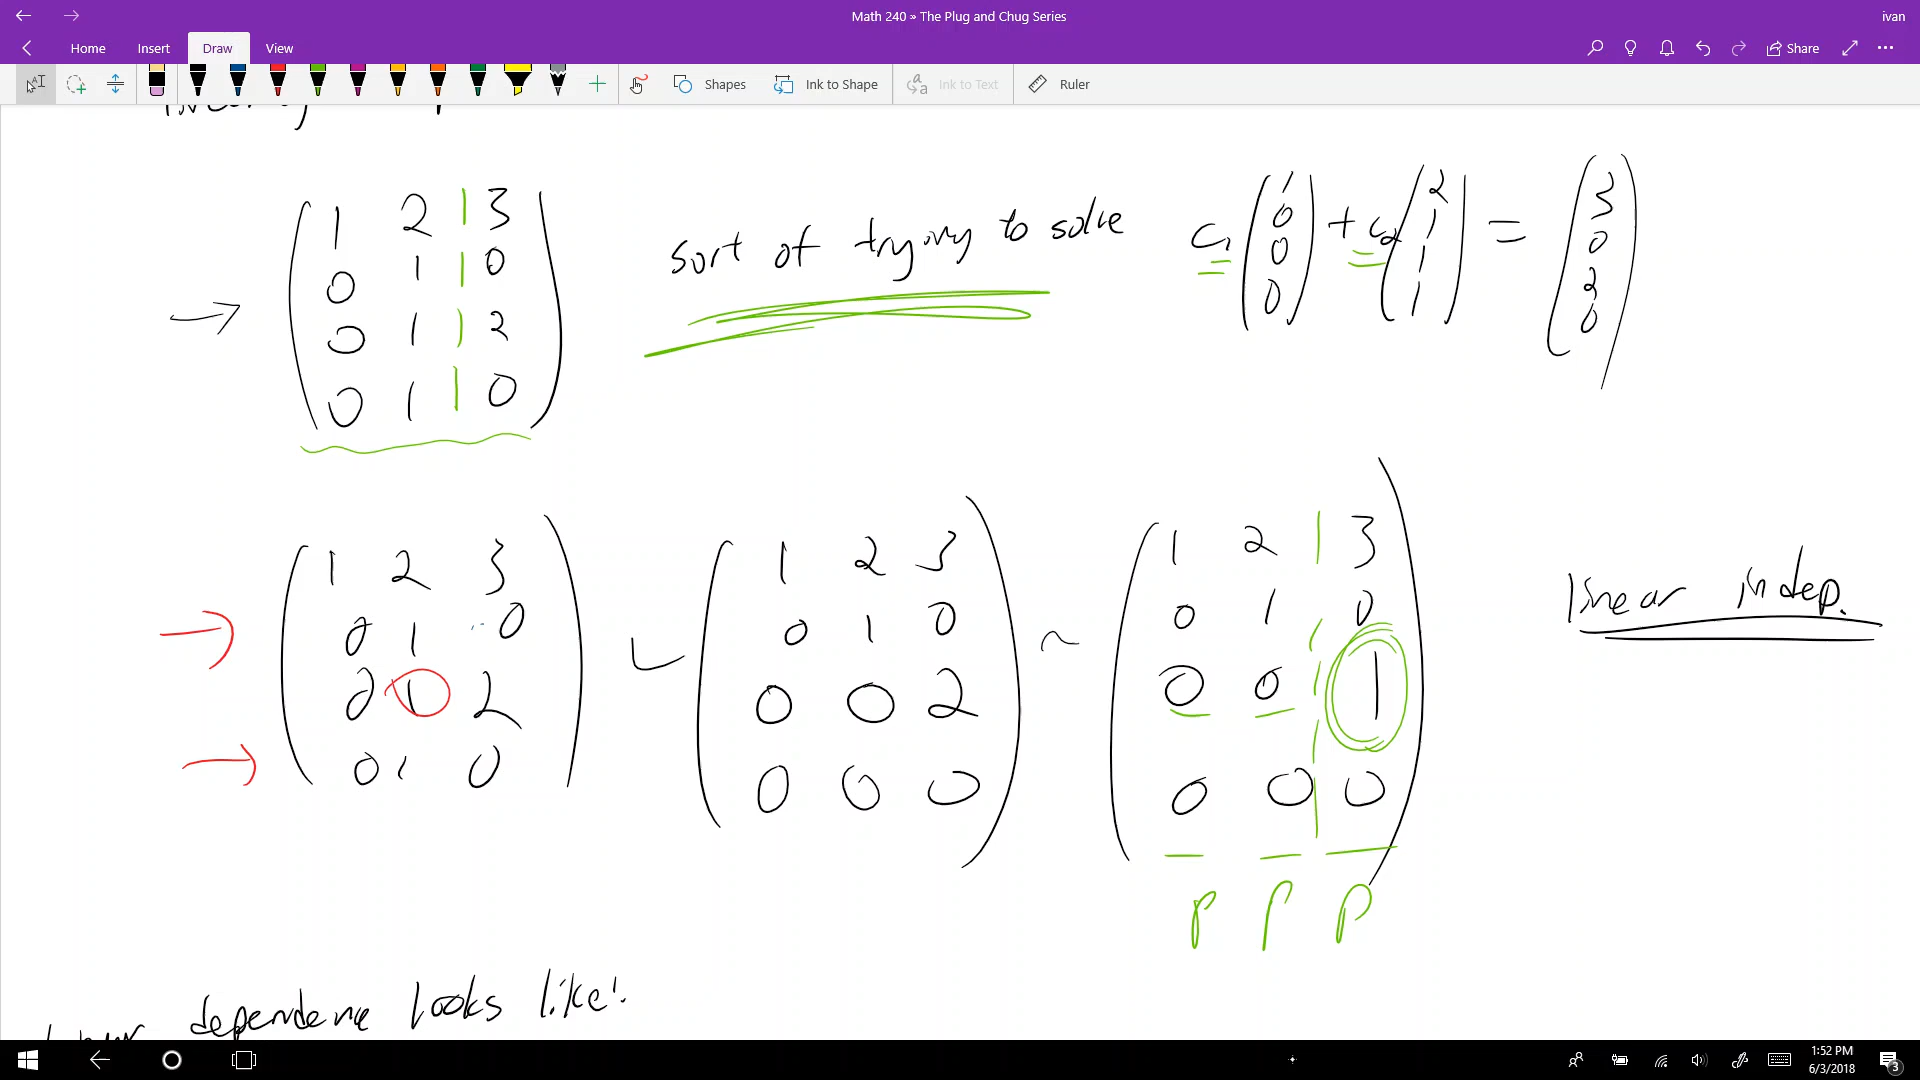 Math 240 » The Plug and Chug Series
ivan
Home Insert Draw View
Share
Shapes Ink to Shape Ink to Text Ruler
1 2 | 3
0 1 | 0
0 1 | 2
0 1 | 0
→
sort of trying to solve
c1 (1 0 0 0) + c2 (2 1 1 1) = (3 0 2 0)
1 2 3
0 1 0
0 1 2
0 1 0
~
1 2 3
0 1 0
0 0 2
0 0 0
~
1 2 | 3
0 1 | 0
0 0 | 1
0 0 | 0
P P P
linear indep.
dependence looks like:
1:52 PM
6/3/2018
3